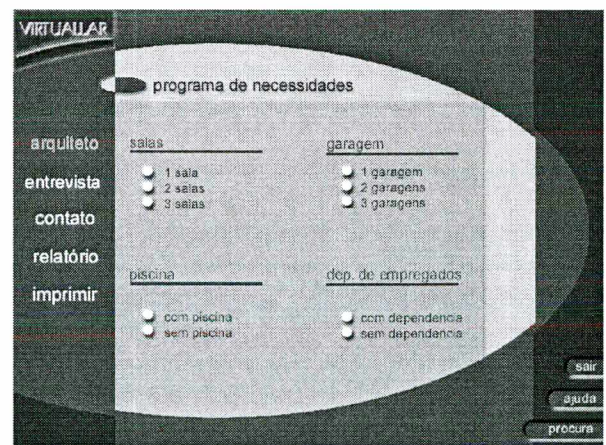 VIRTUALLAR
programa de necessidades
arquiteto
entrevista
contato
relatório
imprimir
salas
1 sala
2 salas
3 salas
garagem
1 garagem
2 garagens
3 garagens
piscina
com piscina
sem piscina
dep. de empregados
com dependencia
sem dependencia
sair
ajuda
procura